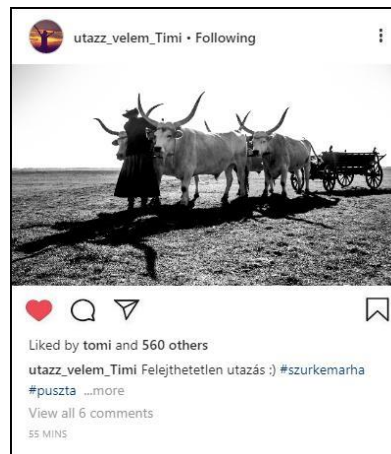 utazz_velem_Timi • Following
Liked by tomi and 560 others
utazz_velem_Timi Felejthetetlen utazás :) #szurkemarha
#puszta ...more
View all 6 comments
55 MINS